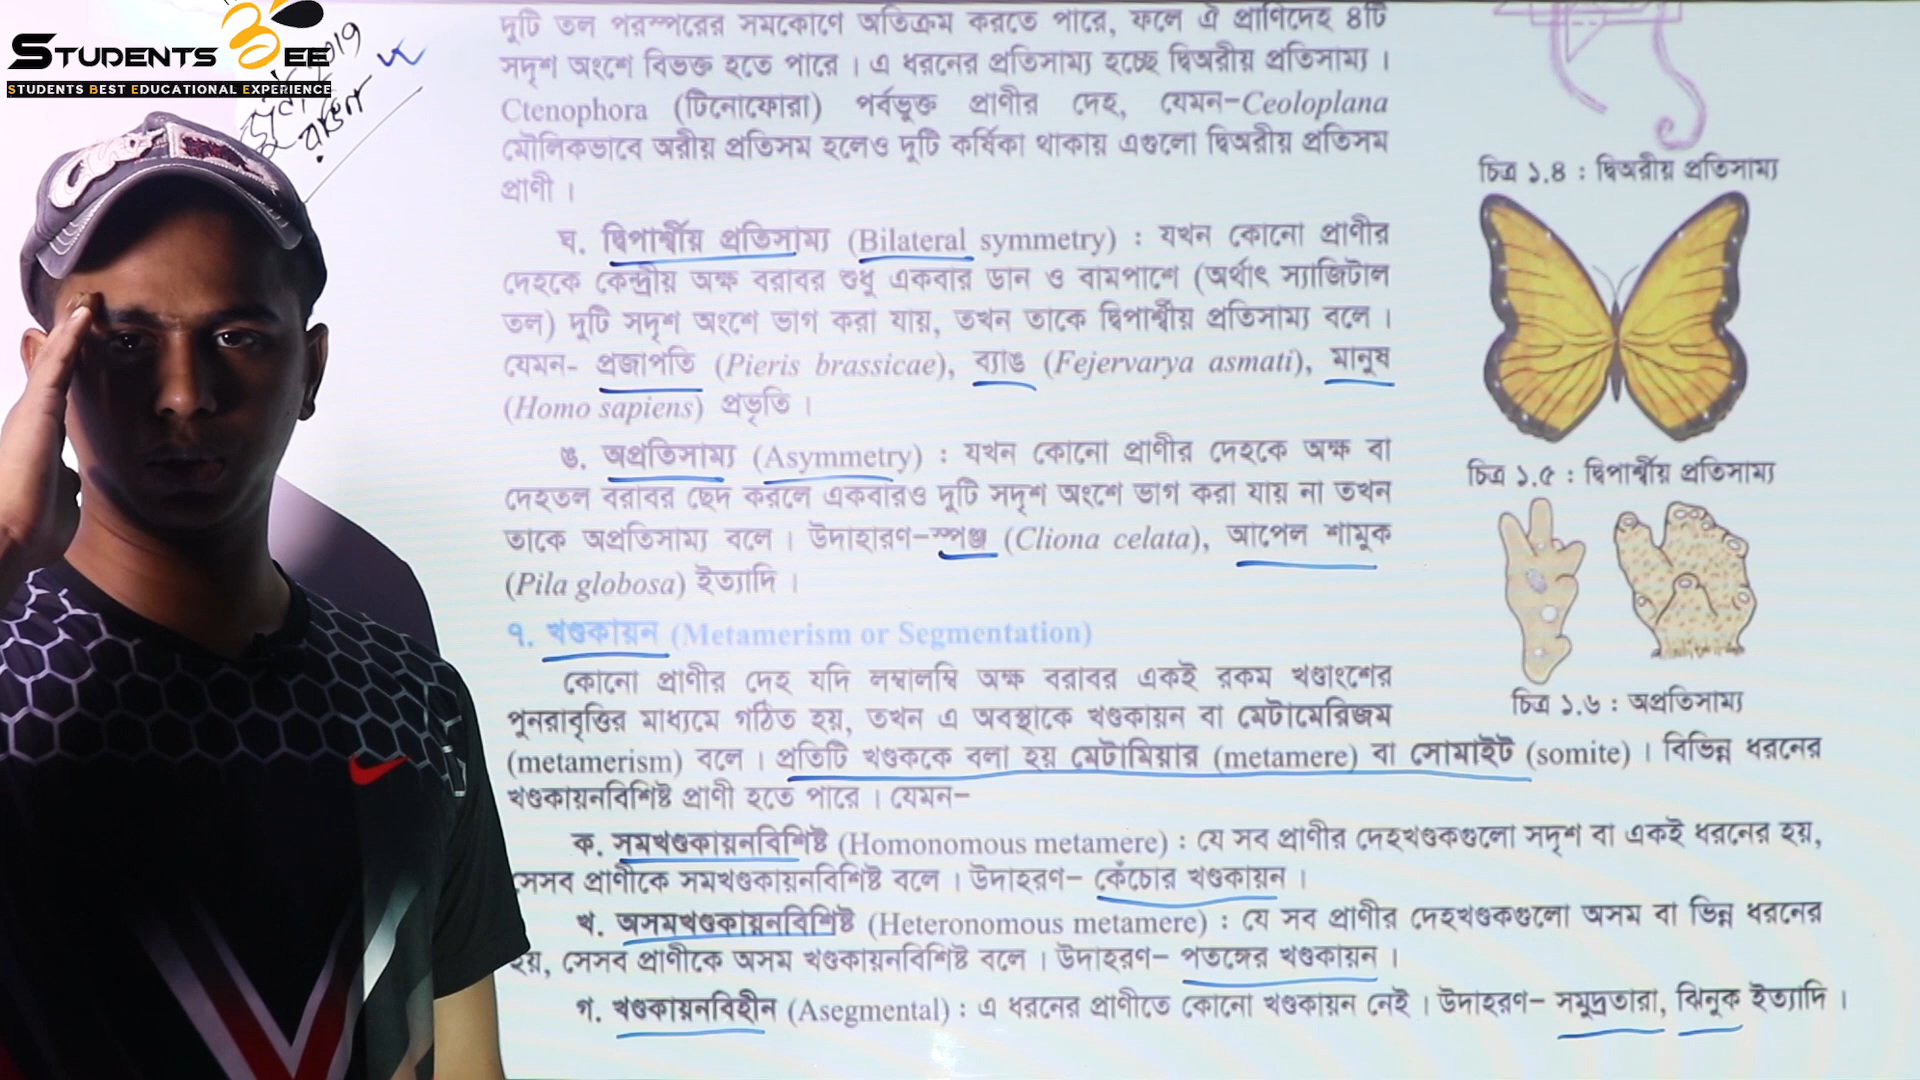 STUDENTS BEE
STUDENTS BEST EDUCATIONAL EXPERIENCE
দুটি তল পরস্পরের সমকোণে অতিক্রম করতে পারে, ফলে ঐ প্রাণিদেহ ৪টি
সদৃশ অংশে বিভক্ত হতে পারে। এ ধরনের প্রতিসাম্য হচ্ছে দ্বিঅরীয় প্রতিসাম্য।
Ctenophora (টিনোফোরা) পর্বভুক্ত প্রাণীর দেহ, যেমন-Ceoloplana
মৌলিকভাবে অরীয় প্রতিসম হলেও দুটি কর্ষিকা থাকায় এগুলো দ্বিঅরীয় প্রতিসম
প্রাণী।
চিত্র ১.৪ : দ্বিঅরীয় প্রতিসাম্য
ঘ. দ্বিপার্শ্বীয় প্রতিসাম্য (Bilateral symmetry) : যখন কোনো প্রাণীর
দেহকে কেন্দ্রীয় অক্ষ বরাবর শুধু একবার ডান ও বামপাশে (অর্থাৎ স্যাজিটাল
তল) দুটি সদৃশ অংশে ভাগ করা যায়, তখন তাকে দ্বিপার্শ্বীয় প্রতিসাম্য বলে।
যেমন- প্রজাপতি (Pieris brassicae), ব্যাঙ (Fejervarya asmati), মানুষ
(Homo sapiens) প্রভৃতি।
চিত্র ১.৫ : দ্বিপার্শ্বীয় প্রতিসাম্য
ঙ. অপ্রতিসাম্য (Asymmetry) : যখন কোনো প্রাণীর দেহকে অক্ষ বা
দেহতল বরাবর ছেদ করলে একবারও দুটি সদৃশ অংশে ভাগ করা যায় না তখন
তাকে অপ্রতিসাম্য বলে। উদাহারণ-স্পঞ্জ (Cliona celata), আপেল শামুক
(Pila globosa) ইত্যাদি।
চিত্র ১.৬ : অপ্রতিসাম্য
৭. খণ্ডকায়ন (Metamerism or Segmentation)
কোনো প্রাণীর দেহ যদি লম্বালম্বি অক্ষ বরাবর একই রকম খণ্ডাংশের
পুনরাবৃত্তির মাধ্যমে গঠিত হয়, তখন এ অবস্থাকে খণ্ডকায়ন বা মেটামেরিজম
(metamerism) বলে। প্রতিটি খণ্ডককে বলা হয় মেটামিয়ার (metamere) বা সোমাইট (somite)। বিভিন্ন ধরনের
খণ্ডকায়নবিশিষ্ট প্রাণী হতে পারে। যেমন-
ক. সমখণ্ডকায়নবিশিষ্ট (Homonomous metamere) : যে সব প্রাণীর দেহখণ্ডকগুলো সদৃশ বা একই ধরনের হয়,
সেসব প্রাণীকে সমখণ্ডকায়নবিশিষ্ট বলে। উদাহরণ- কেঁচোর খণ্ডকায়ন।
খ. অসমখণ্ডকায়নবিশিষ্ট (Heteronomous metamere) : যে সব প্রাণীর দেহখণ্ডকগুলো অসম বা ভিন্ন ধরনের
হয়, সেসব প্রাণীকে অসম খণ্ডকায়নবিশিষ্ট বলে। উদাহরণ- পতঙ্গের খণ্ডকায়ন।
গ. খণ্ডকায়নবিহীন (Asegmental) : এ ধরনের প্রাণীতে কোনো খণ্ডকায়ন নেই। উদাহরণ- সমুদ্রতারা, ঝিনুক ইত্যাদি।